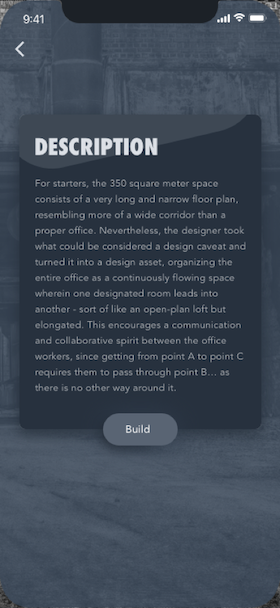 9:41
DESCRIPTION
For starters, the 350 square meter space
consists of a very long and narrow floor plan,
resembling more of a wide corridor than a
proper office. Nevertheless, the designer took
what could be considered a design caveat and
turned it into a design asset, organizing the
entire office as a continuously flowing space
wherein one designated room leads into
another - sort of like an open-plan loft but
elongated. This encourages a communication
and collaborative spirit between the office
workers, since getting from point A to point C
requires them to pass through point B... as
there is no other way around it.
Build